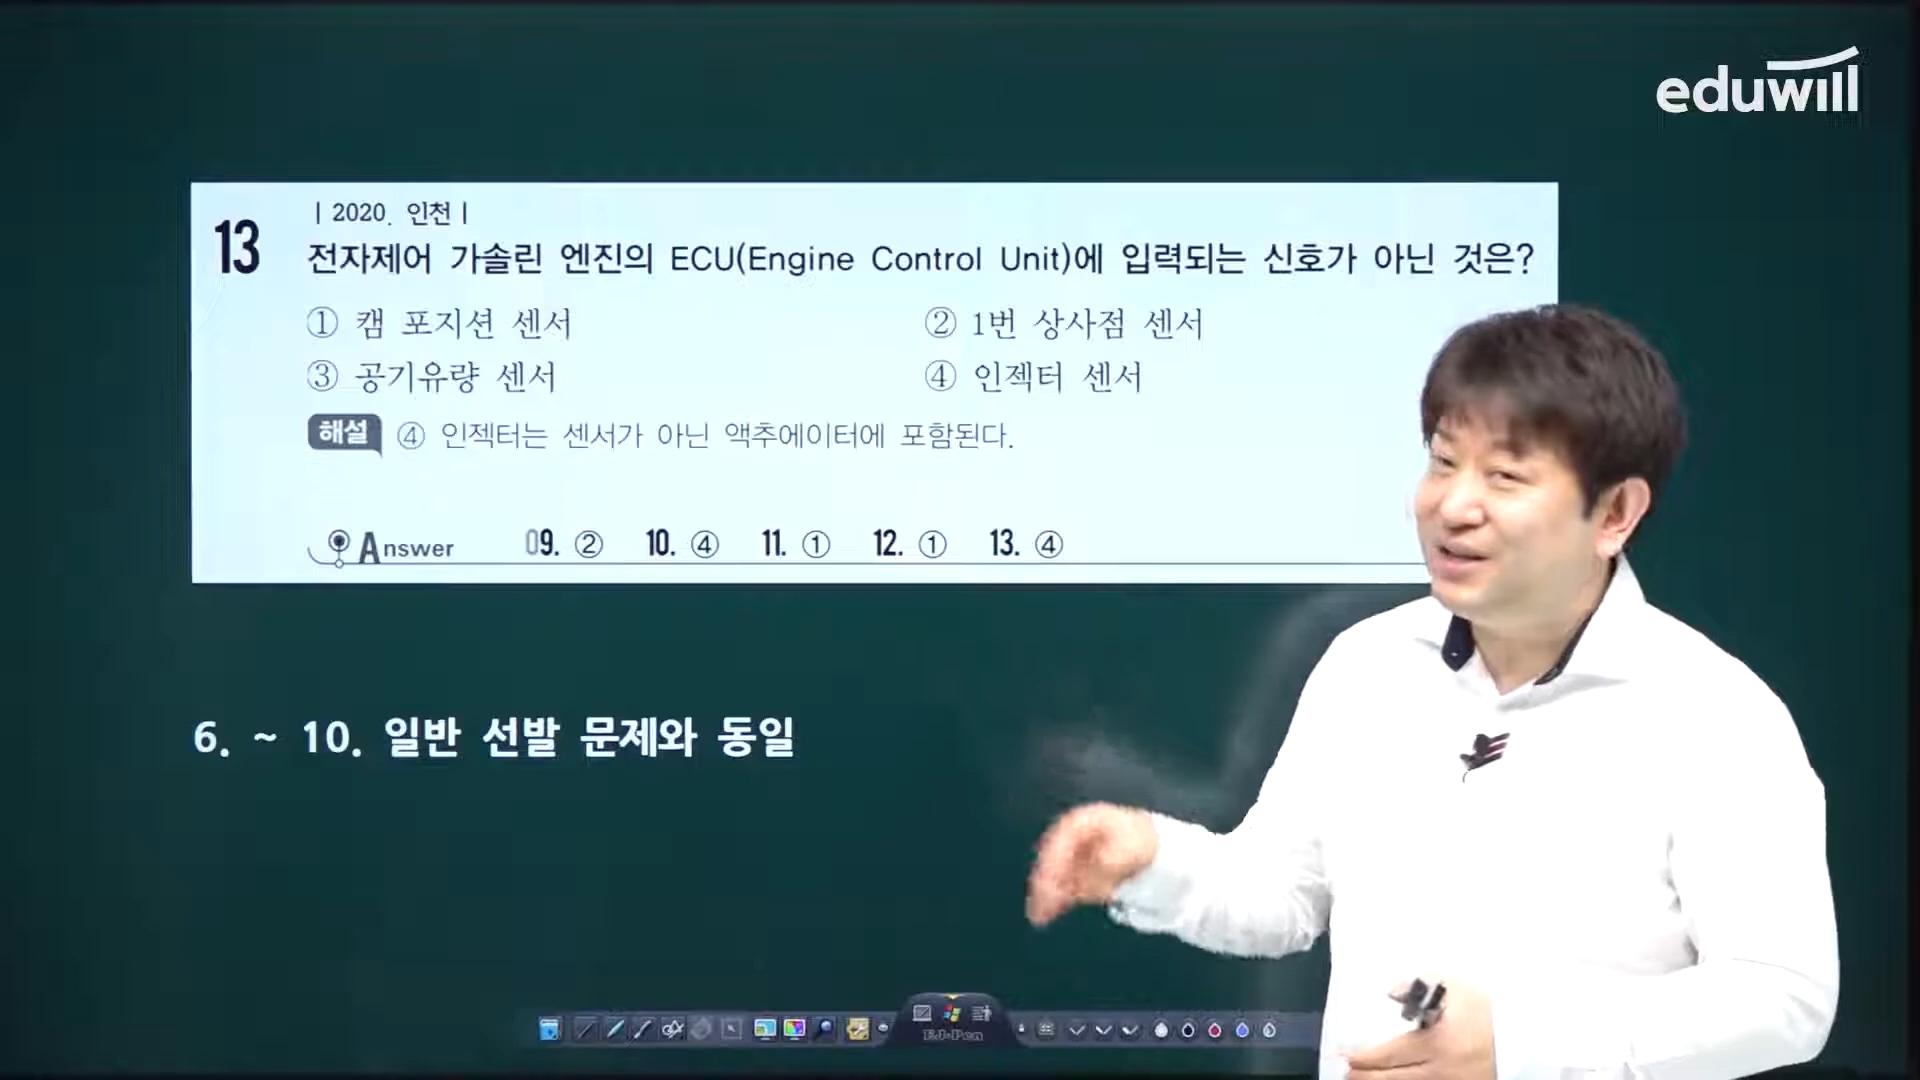 eduwill
| 2020. 인천 |
13 전자제어 가솔린 엔진의 ECU(Engine Control Unit)에 입력되는 신호가 아닌 것은?
① 캠 포지션 센서 ② 1번 상사점 센서
③ 공기유량 센서 ④ 인젝터 센서
해설 ④ 인젝터는 센서가 아닌 액추에이터에 포함된다.
Answer 09. ② 10. ④ 11. ① 12. ① 13. ④
6. ~ 10. 일반 선발 문제와 동일
EJ-Pen